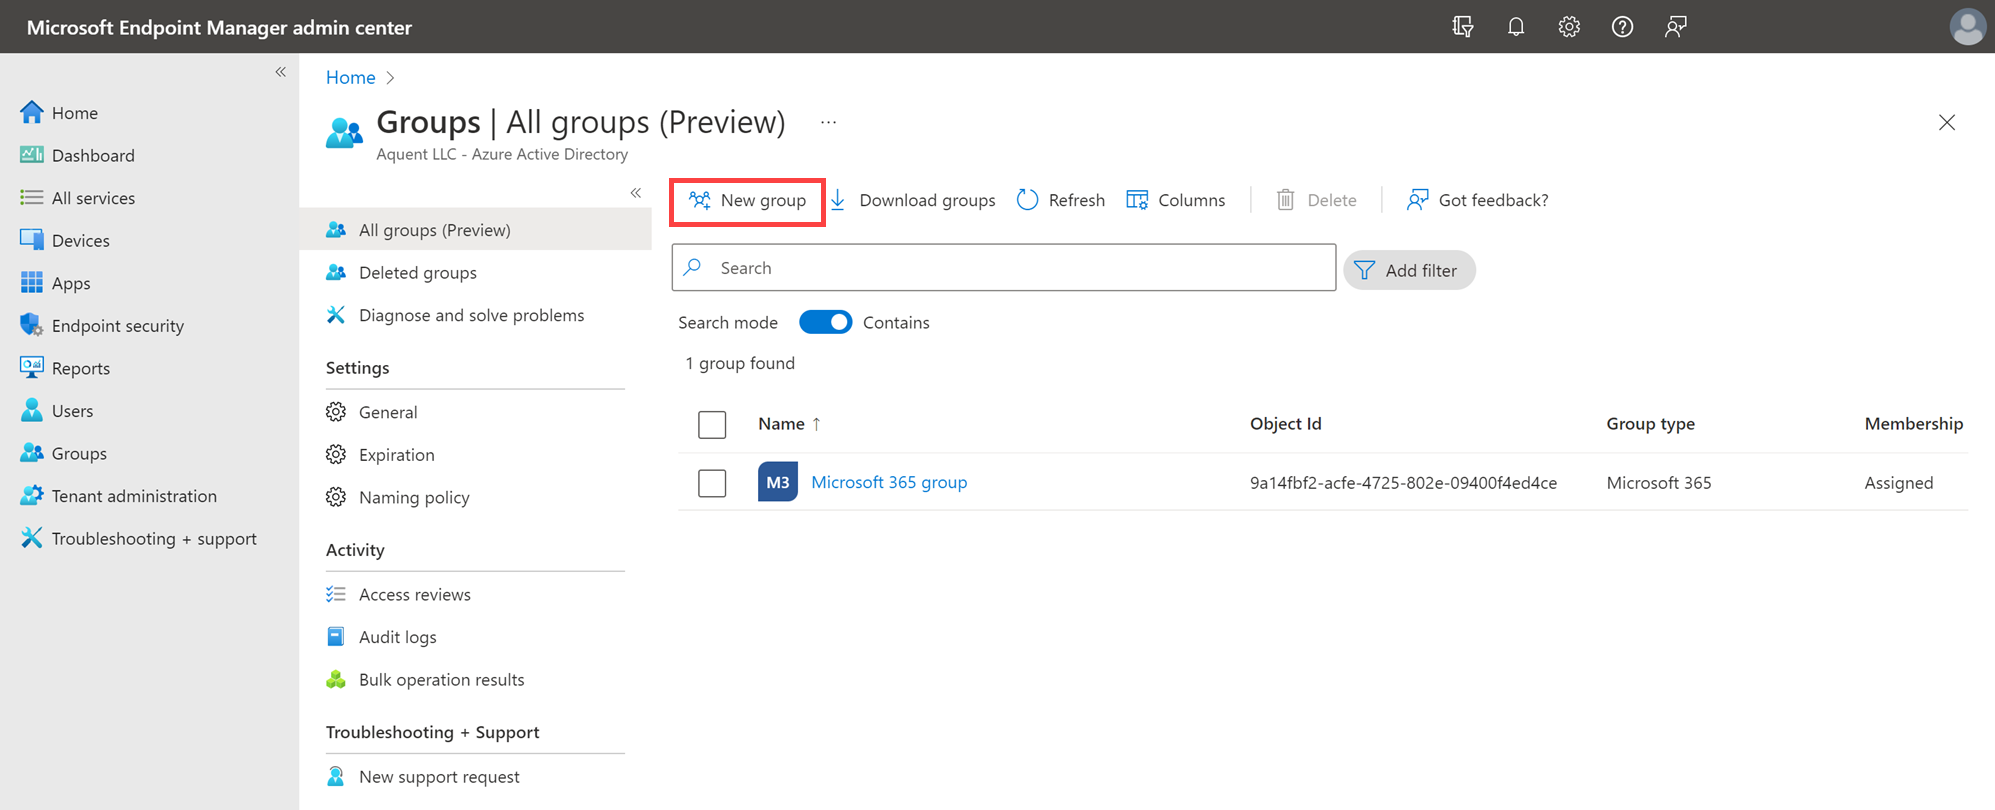 Microsoft Endpoint Manager admin center
Home
Dashboard
All services
Devices
Apps
Endpoint security
Reports
Users
Groups
Tenant administration
Troubleshooting + support
Home
Groups | All groups (Preview)
Aquent LLC - Azure Active Directory
All groups (Preview)
Deleted groups
Diagnose and solve problems
Settings
General
Expiration
Naming policy
Activity
Access reviews
Audit logs
Bulk operation results
Troubleshooting + Support
New support request
New group Download groups Refresh Columns Delete Got feedback?
Search Add filter
Search mode Contains
1 group found
Name ↑ Object Id Group type Membership
M3 Microsoft 365 group 9a14fbf2-acfe-4725-802e-09400f4ed4ce Microsoft 365 Assigned